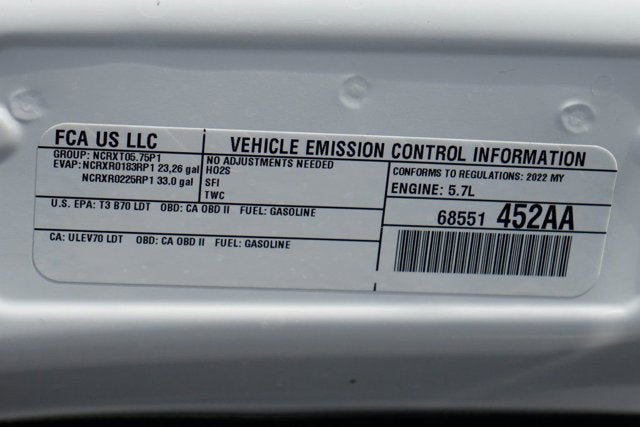 FCA US LLC
VEHICLE EMISSION CONTROL INFORMATION
GROUP: NCRXT05.75P1
EVAP: NCRXR0183RP1 23,26 gal
NCRXR0225RP1 33.0 gal
NO ADJUSTMENTS NEEDED
HO2S
SFI
TWC
CONFORMS TO REGULATIONS: 2022 MY
ENGINE: 5.7L
U.S. EPA: T3 B70 LDT OBD: CA OBD II FUEL: GASOLINE
CA: ULEV70 LDT OBD: CA OBD II FUEL: GASOLINE
68551 452AA